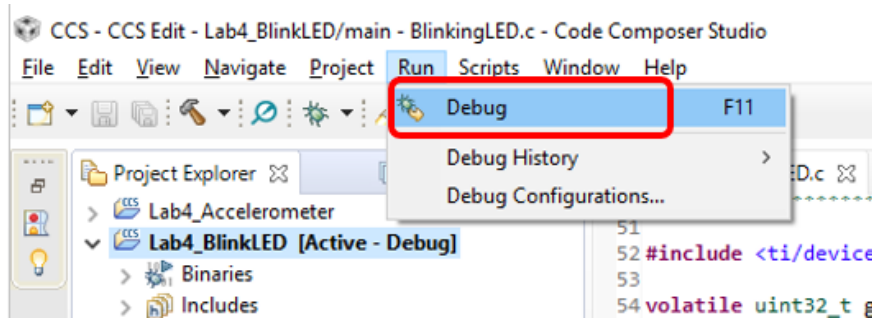 CCS - CCS Edit - Lab4_BlinkLED/main - BlinkingLED.c - Code Composer Studio
File Edit View Navigate Project Run Scripts Window Help
Debug F11
Project Explorer
Debug History
ED.c
Lab4_Accelerometer
Debug Configurations...
51
Lab4_BlinkLED [Active - Debug]
52 #include <ti/device
Binaries
53
Includes
54 volatile uint32_t g